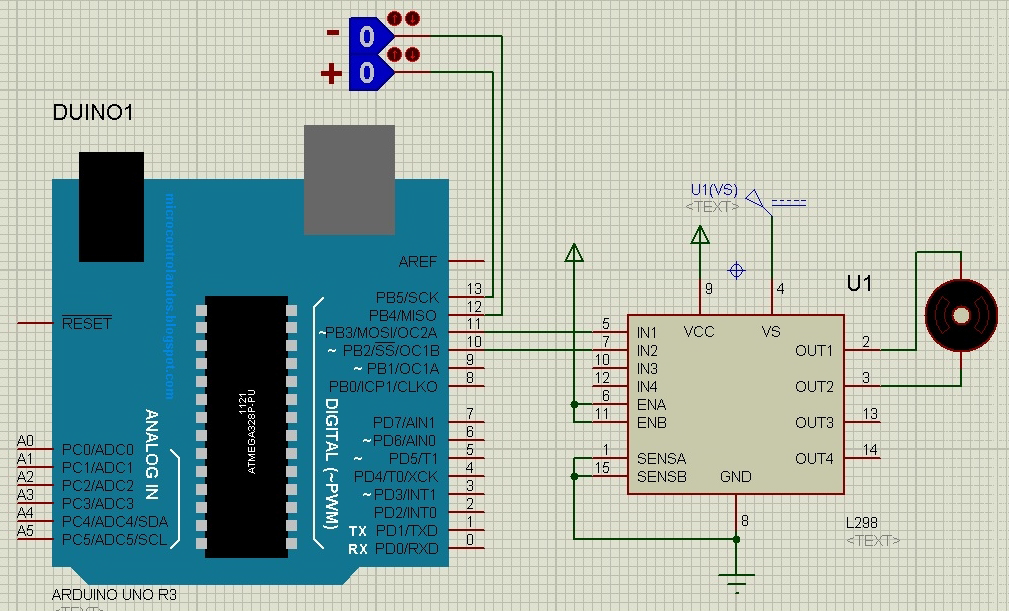 -
0
+
0
DUINO1
microcontrolandos.blogspot.com
RESET
ANALOG IN
A0 PC0/ADC0
A1 PC1/ADC1
A2 PC2/ADC2
A3 PC3/ADC3
A4 PC4/ADC4/SDA
A5 PC5/ADC5/SCL
1121
ATMEGA328P-PU
DIGITAL (~PWM)
AREF
PB5/SCK 13
PB4/MISO 12
~PB3/MOSI/OC2A 11
~ PB2/SS/OC1B 10
~ PB1/OC1A 9
PB0/ICP1/CLKO 8
PD7/AIN1 7
~PD6/AIN0 6
~ PD5/T1 5
PD4/T0/XCK 4
~PD3/INT1 3
PD2/INT0 2
TX PD1/TXD 1
RX PD0/RXD 0
ARDUINO UNO R3
<TEXT>
U1(VS)
<TEXT>
9
4
U1
VCC VS
5 IN1
7 IN2
10 IN3
12 IN4
6 ENA
11 ENB
1 SENSA
15 SENSB
GND
8
OUT1 2
OUT2 3
OUT3 13
OUT4 14
L298
<TEXT>